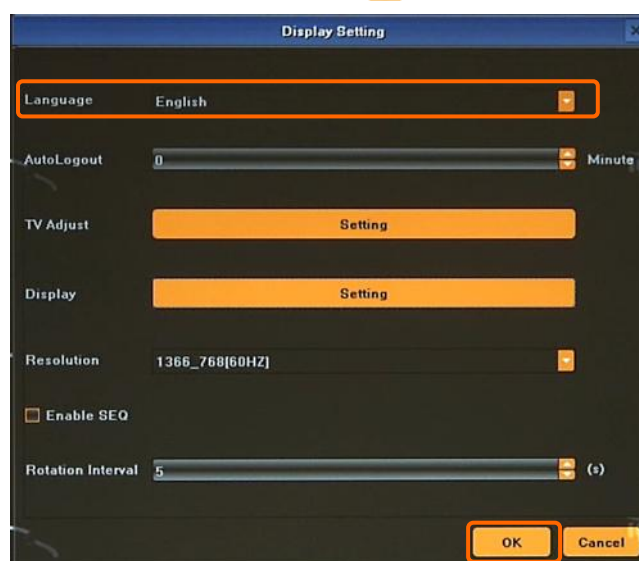 Display Setting
Language English
AutoLogout 0 Minute
TV Adjust Setting
Display Setting
Resolution 1366_768[60HZ]
Enable SEQ
Rotation Interval 5 (s)
OK Cancel